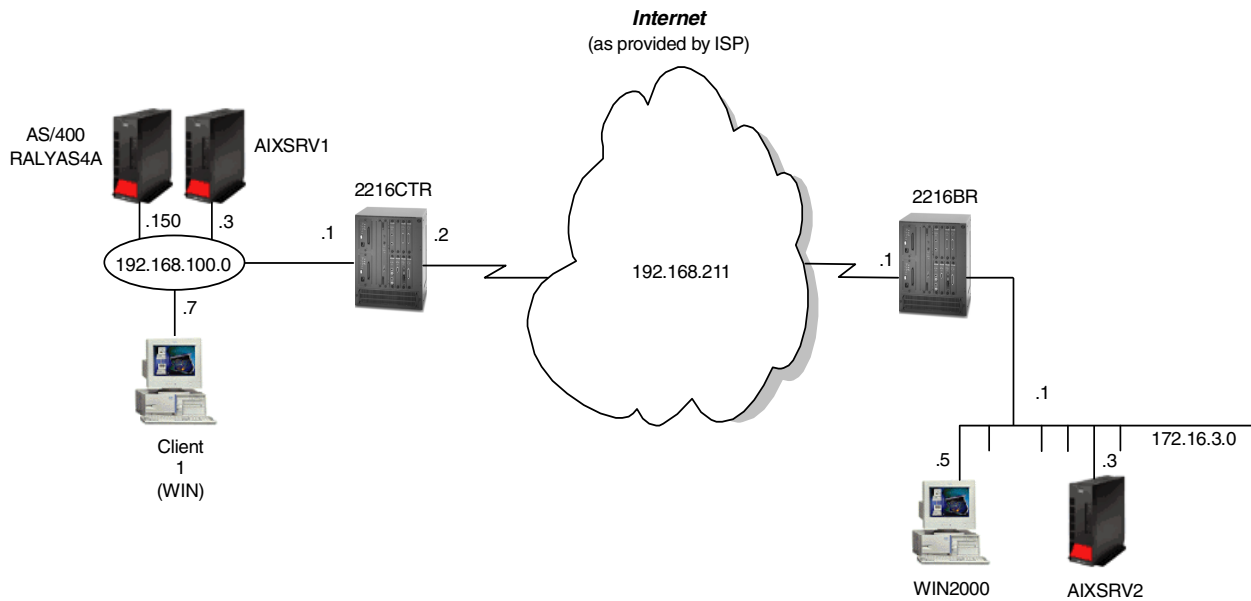 Internet
(as provided by ISP)
AS/400
RALYAS4A
AIXSRV1
2216CTR
2216BR
.150
.3
.1
.2
192.168.100.0
192.168.211
.1
.7
Client
1
(WIN)
.1
172.16.3.0
.5
.3
WIN2000
AIXSRV2